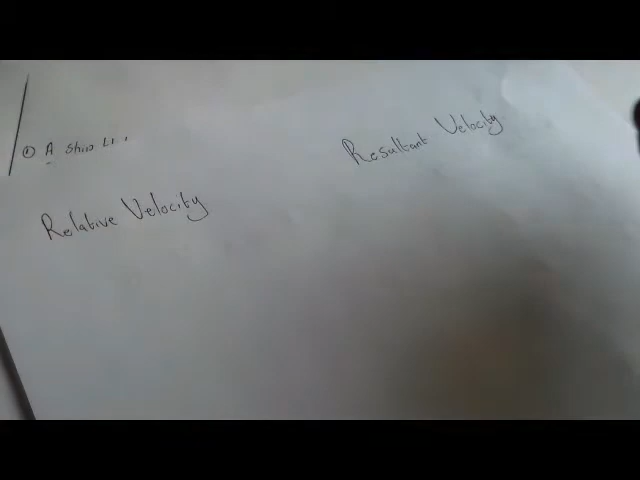 ① A ship
Resultant Velocity
Relative Velocity